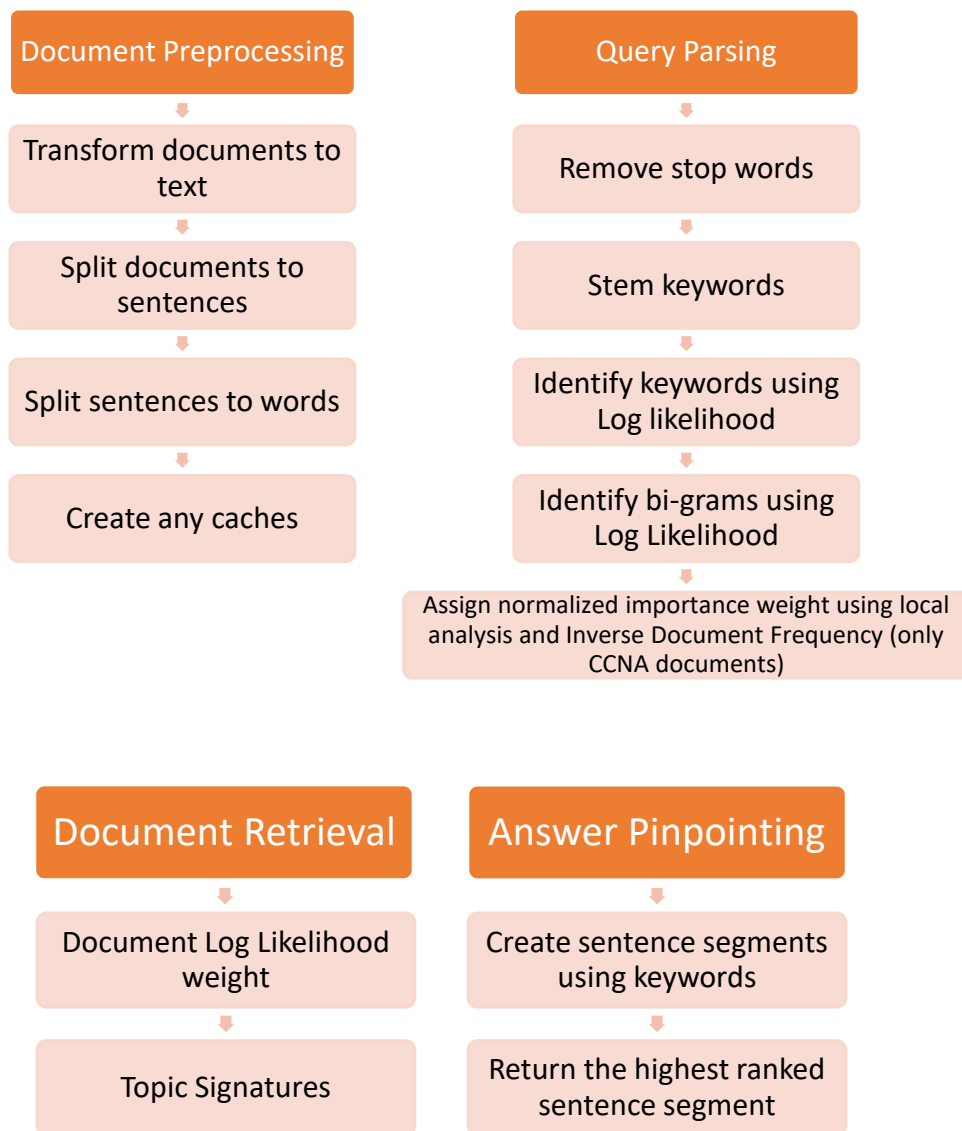 Document Preprocessing
Transform documents to
text
Split documents to
sentences
Split sentences to words
Create any caches
Query Parsing
Remove stop words
Stem keywords
Identify keywords using
Log likelihood
Identify bi-grams using
Log Likelihood
Assign normalized importance weight using local
analysis and Inverse Document Frequency (only
CCNA documents)
Document Retrieval
Document Log Likelihood
weight
Topic Signatures
Answer Pinpointing
Create sentence segments
using keywords
Return the highest ranked
sentence segment